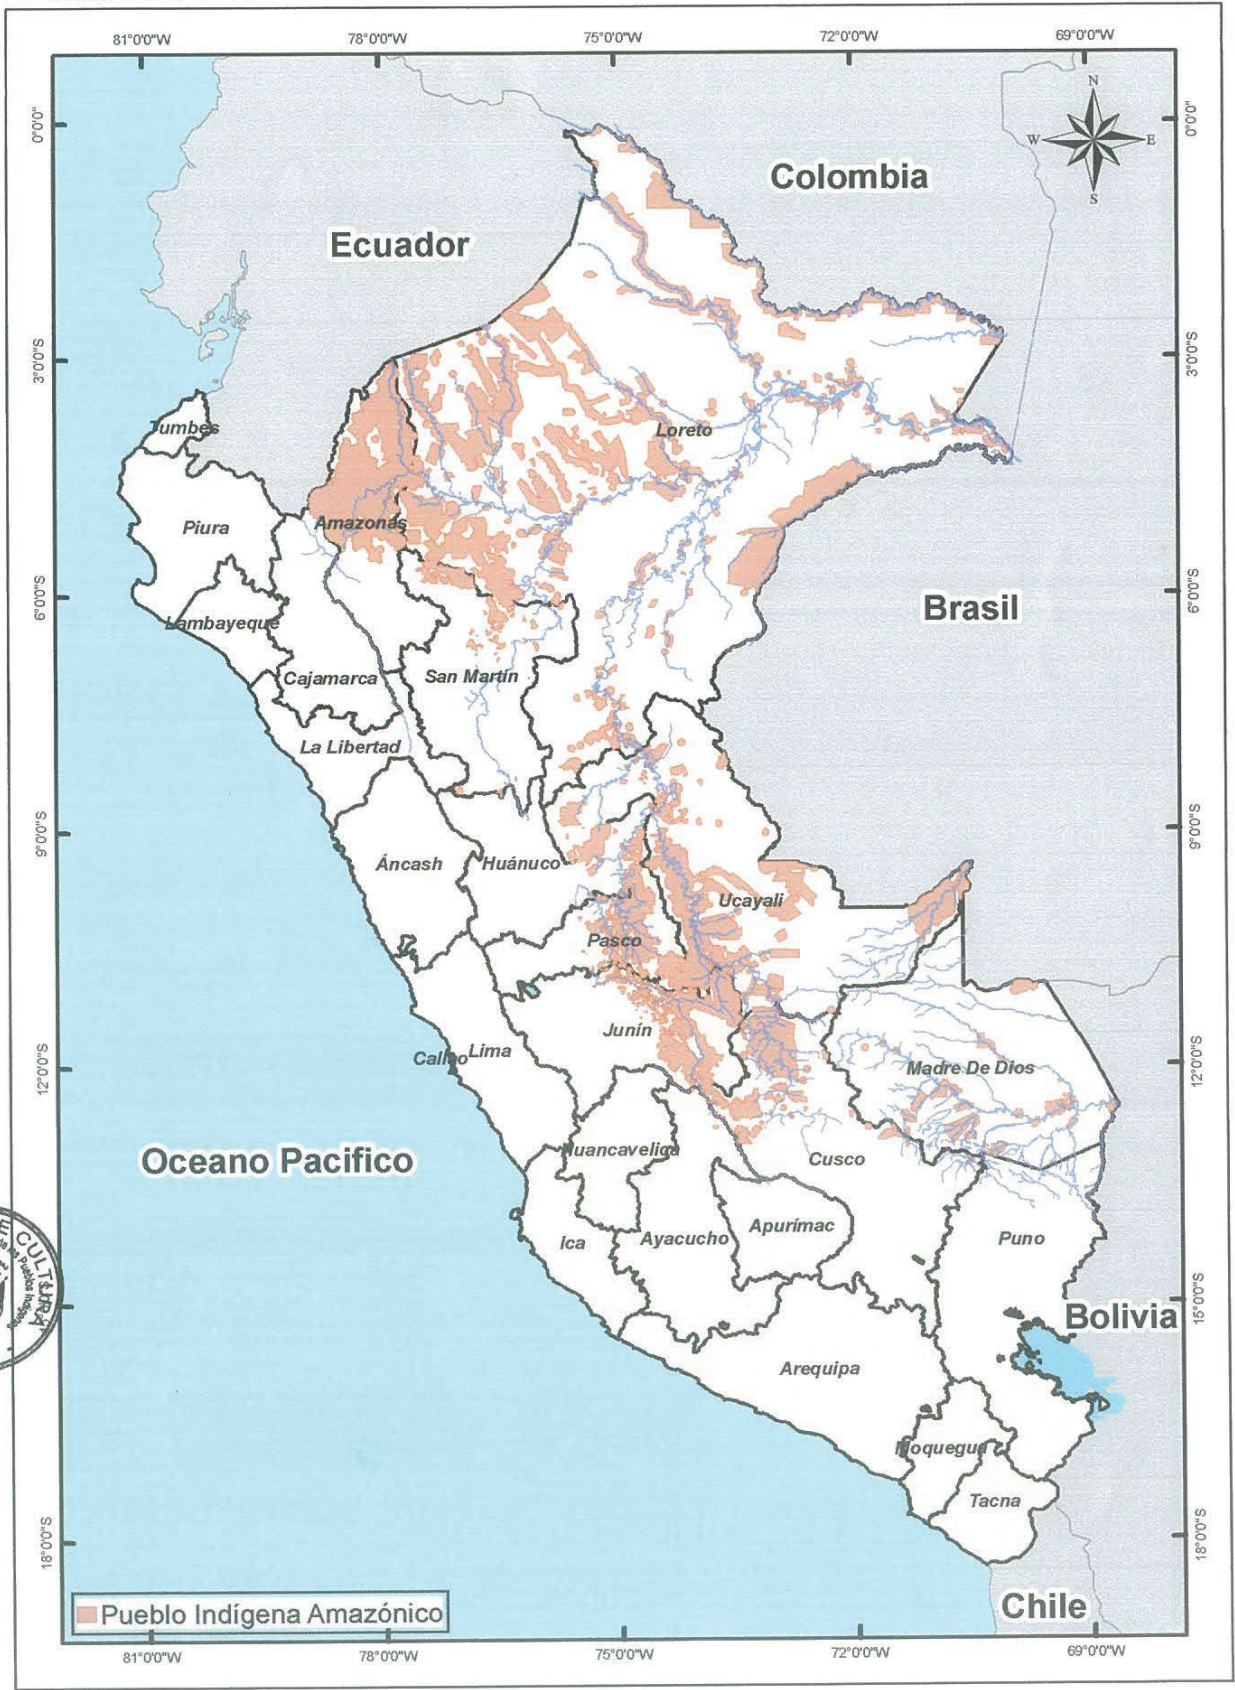 81°0'0"W 78°0'0"W 75°0'0"W 72°0'0"W 69°0'0"W
N
W E
S
0°0'0" 0°0'0"
Colombia
Ecuador
3°0'0"S 3°0'0"S
Tumbes
Loreto
Piura
Amazonas
6°0'0"S 6°0'0"S
Brasil
Lambayeque
Cajamarca
San Martín
La Libertad
9°0'0"S 9°0'0"S
Áncash
Huánuco
Ucayali
Pasco
Junín
Callao
Lima
12°0'0"S 12°0'0"S
Madre De Dios
Oceano Pacifico
Huancavelica
Cusco
Ica
Ayacucho
Apurímac
Puno
CULTURA
Pueblos
15°0'0"S
Bolivia
Arequipa
Moquegua
Tacna
18°0'0"S 18°0'0"S
Chile
Pueblo Indígena Amazónico
81°0'0"W 78°0'0"W 75°0'0"W 72°0'0"W 69°0'0"W